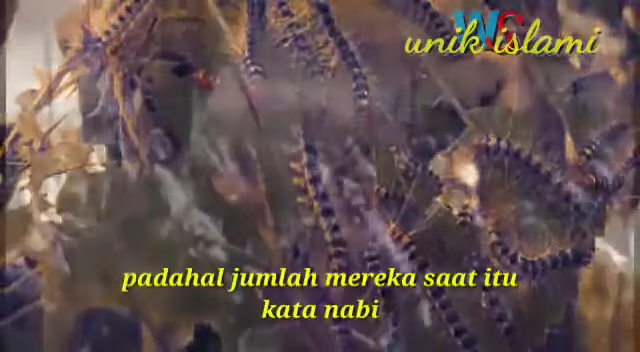 unik islami
padahal jumlah mereka saat itu
kata nabi